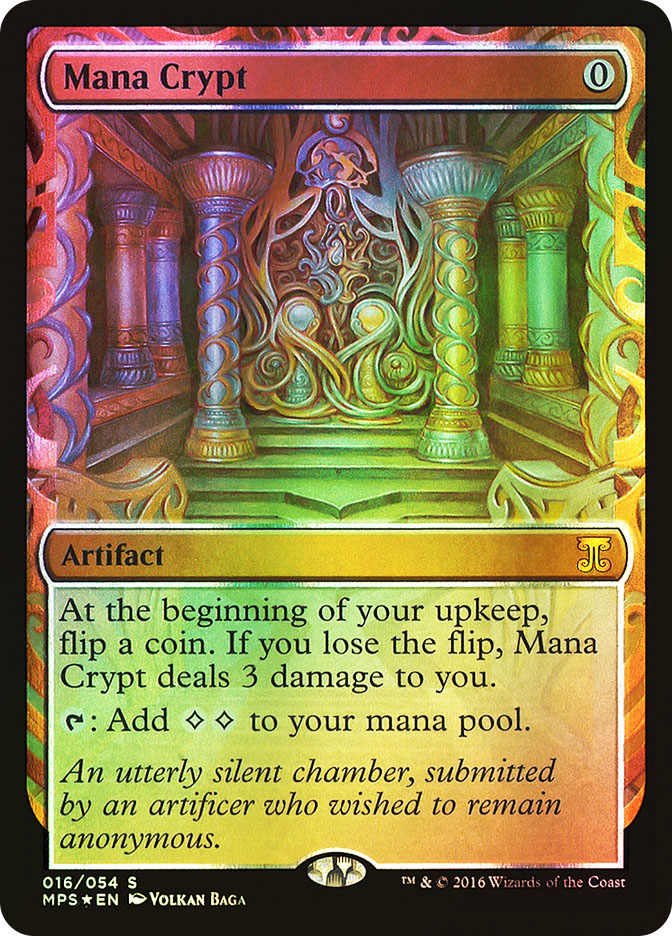 Mana Crypt 0
Artifact
At the beginning of your upkeep,
flip a coin. If you lose the flip, Mana
Crypt deals 3 damage to you.
: Add to your mana pool.
An utterly silent chamber, submitted
by an artificer who wished to remain
anonymous.
016/054 S
MPS★EN VOLKAN BAGA
™ & © 2016 Wizards of the Coast